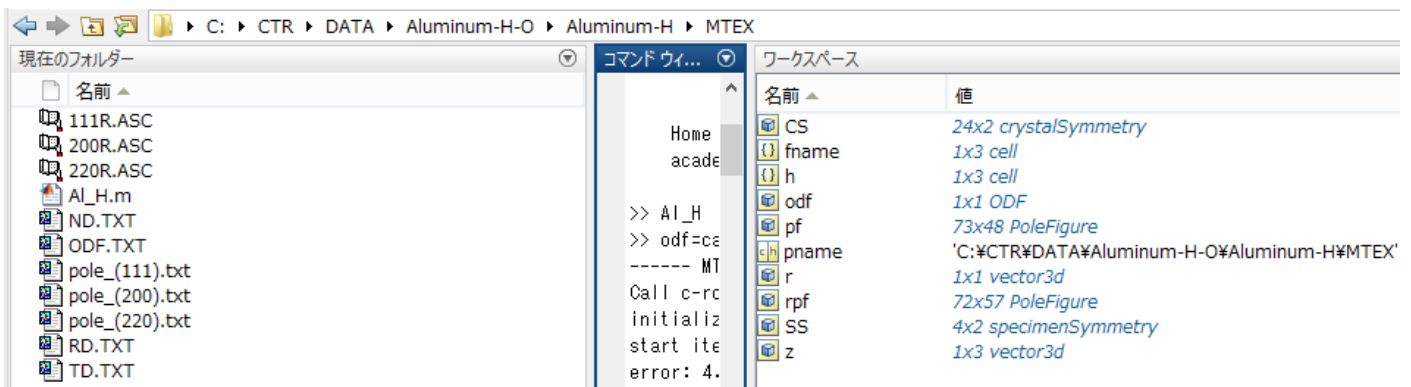 C: ▸ CTR ▸ DATA ▸ Aluminum-H-O ▸ Aluminum-H ▸ MTEX
現在のフォルダー
名前
111R.ASC
200R.ASC
220R.ASC
Al_H.m
ND.TXT
ODF.TXT
pole_(111).txt
pole_(200).txt
pole_(220).txt
RD.TXT
TD.TXT
コマンド ウィ...
Home
acade
>> Al_H
>> odf=ca
------ MT
Call c-ro
initializ
start ite
error: 4.
ワークスペース
名前 値
CS 24x2 crystalSymmetry
fname 1x3 cell
h 1x3 cell
odf 1x1 ODF
pf 73x48 PoleFigure
pname 'C:¥CTR¥DATA¥Aluminum-H-O¥Aluminum-H¥MTEX'
r 1x1 vector3d
rpf 72x57 PoleFigure
SS 4x2 specimenSymmetry
z 1x3 vector3d